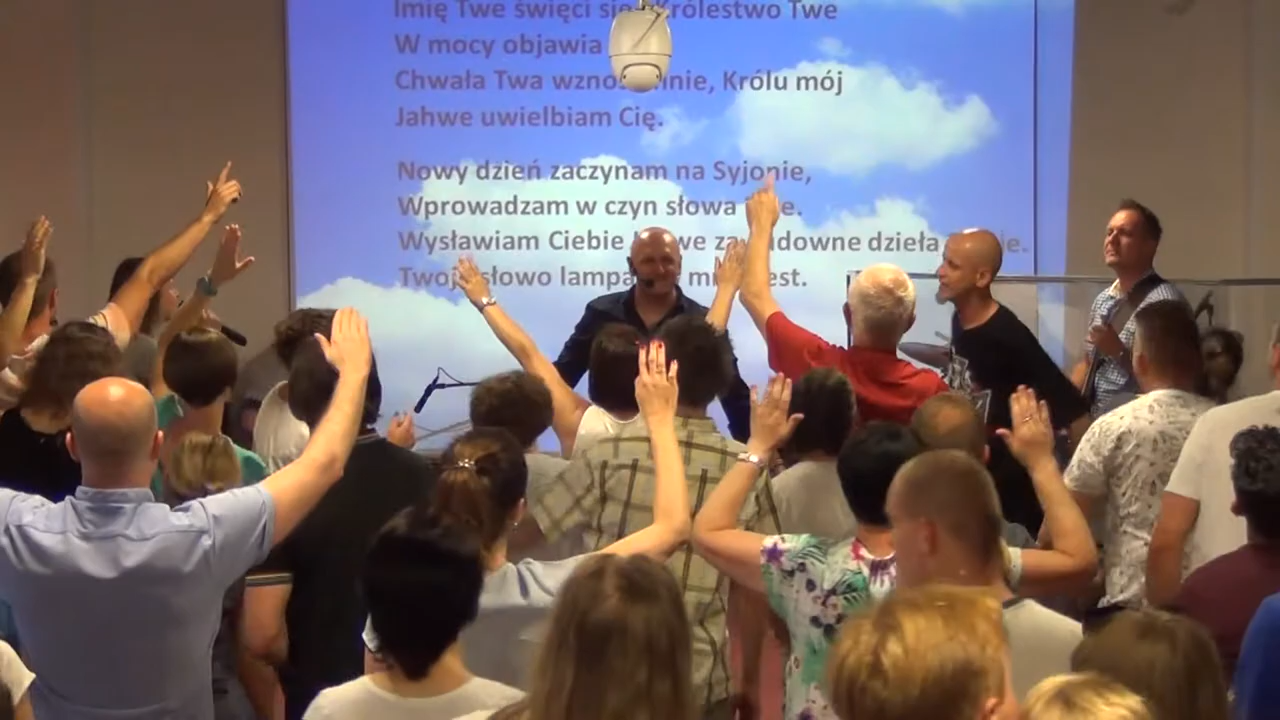 Imię Twe święci się Królestwo Twe
W mocy objawia
Chwała Twa, Królu mój
Jahwe uwielbiam Cię.
Nowy dzień zaczynam na Syjonie,
Wprowadzam w czyn słowa
Wysławiam Ciebie dzieła
słowo